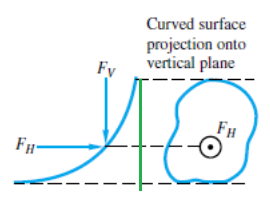 Curved surface
projection onto
vertical plane
F_V
F_H
F_H